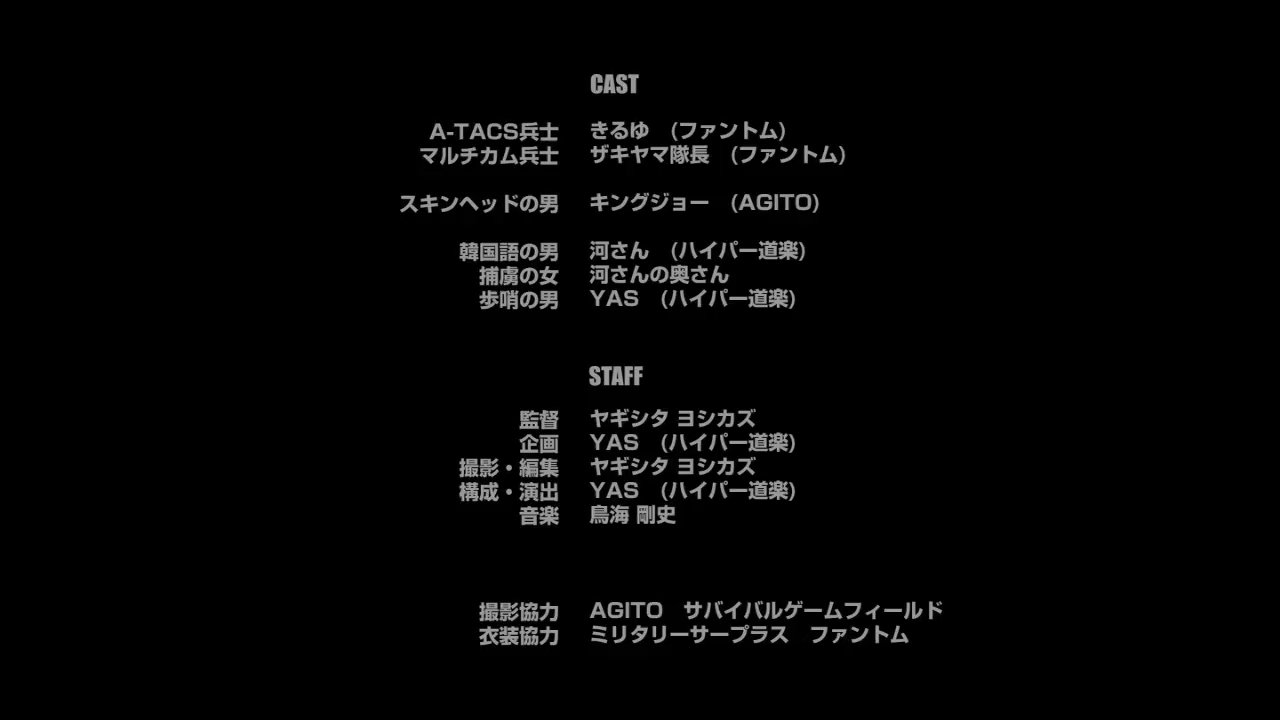 CAST
A-TACS兵士 きるゆ (ファントム)
マルチカム兵士 ザキヤマ隊長 (ファントム)
スキンヘッドの男 キングジョー (AGITO)
韓国語の男 河さん (ハイパー道楽)
捕虜の女 河さんの奥さん
歩哨の男 YAS (ハイパー道楽)
STAFF
監督 ヤギシタ ヨシカズ
企画 YAS (ハイパー道楽)
撮影・編集 ヤギシタ ヨシカズ
構成・演出 YAS (ハイパー道楽)
音楽 鳥海 剛史
撮影協力 AGITO サバイバルゲームフィールド
衣装協力 ミリタリーサープラス ファントム